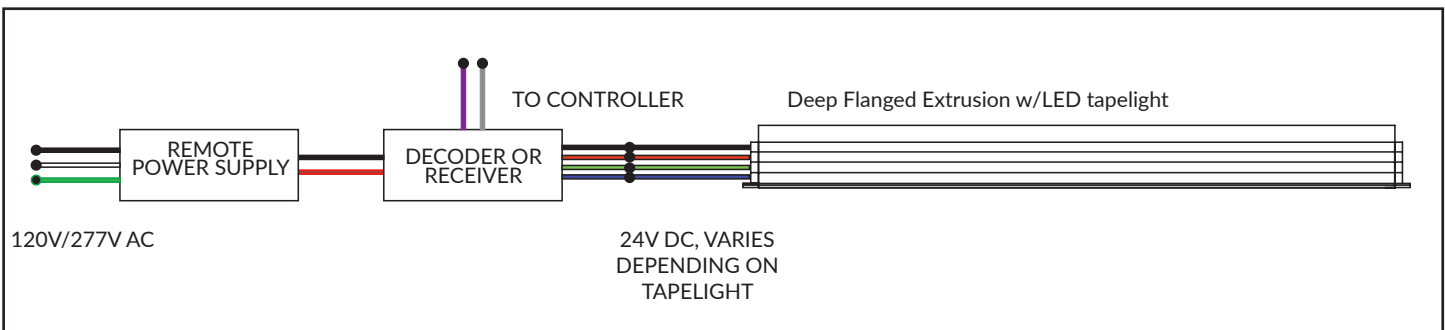 TO CONTROLLER
Deep Flanged Extrusion w/LED tapelight
REMOTE
POWER SUPPLY
DECODER OR
RECEIVER
120V/277V AC
24V DC, VARIES
DEPENDING ON
TAPELIGHT